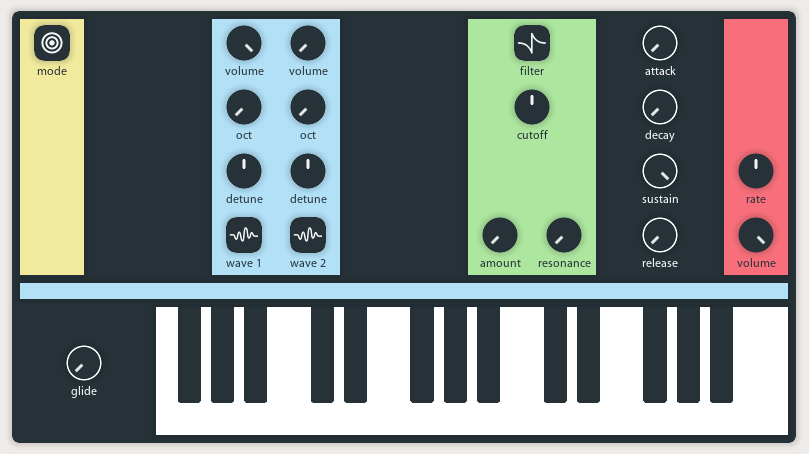 mode
volume
volume
filter
attack
oct
oct
cutoff
decay
detune
detune
sustain
rate
wave 1
wave 2
amount
resonance
release
volume
glide